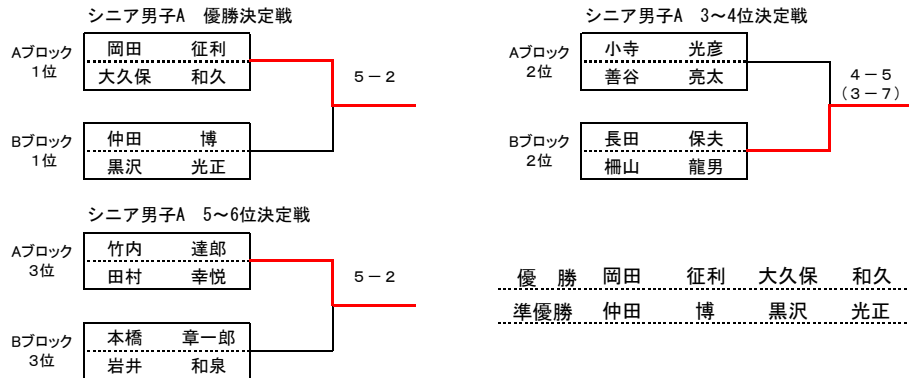 シニア男子A　優勝決定戦
Aブロック
1位
岡田　征利
大久保　和久
5－2
Bブロック
1位
仲田　博
黒沢　光正
シニア男子A　3～4位決定戦
Aブロック
2位
小寺　光彦
善谷　亮太
4－5
（3－7）
Bブロック
2位
長田　保夫
柵山　龍男
シニア男子A　5～6位決定戦
Aブロック
3位
竹内　達郎
田村　幸悦
5－2
Bブロック
3位
本橋　章一郎
岩井　和泉
優　勝　岡田　征利　大久保　和久
準優勝　仲田　博　黒沢　光正